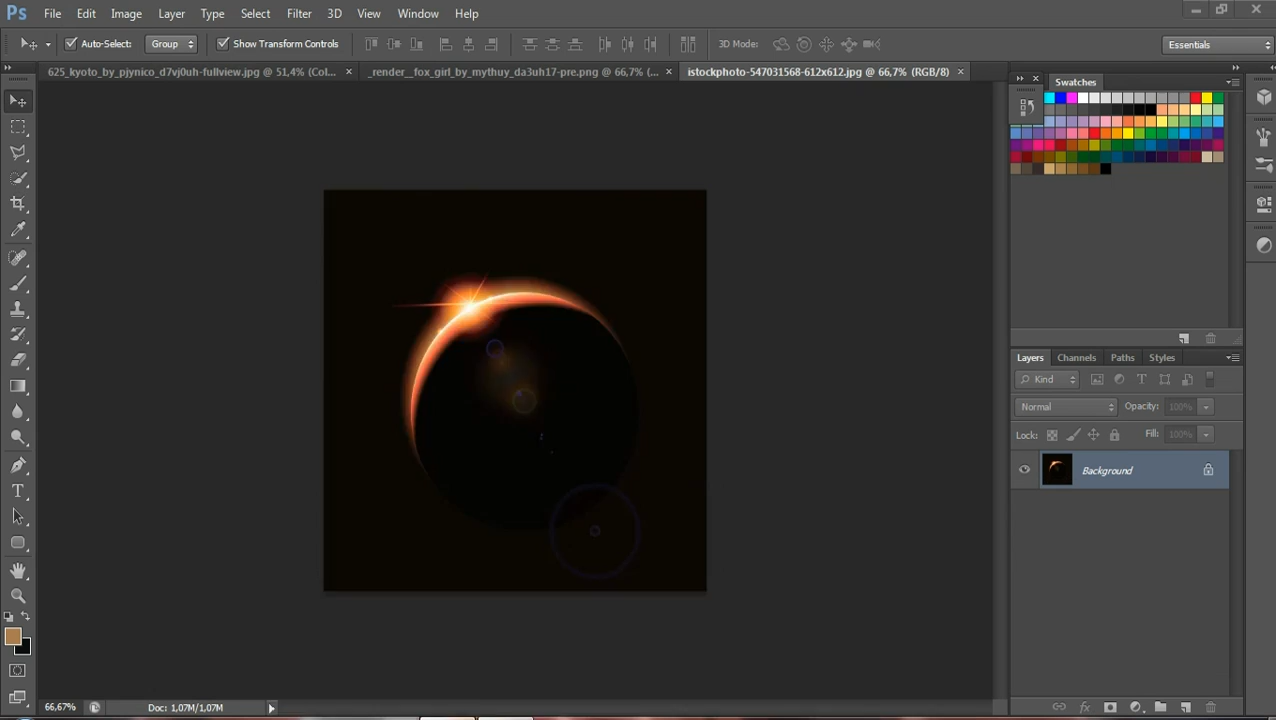 Ps File Edit Image Layer Type Select Filter 3D View Window Help
Auto-Select: Group Show Transform Controls 3D Mode: Essentials
625_kyoto_by_pjynico_d7vj0uh-fullview.jpg @ 51,4% (Col... × _render__fox_girl_by_mythuy_da3uh17-pre.png @ 66,7% (... × istockphoto-547031568-612x612.jpg @ 66,7% (RGB/8) ×
Swatches
Layers Channels Paths Styles
Kind
Normal Opacity: 100%
Lock: Fill: 100%
Background
66,67% Doc: 1,07M/1,07M